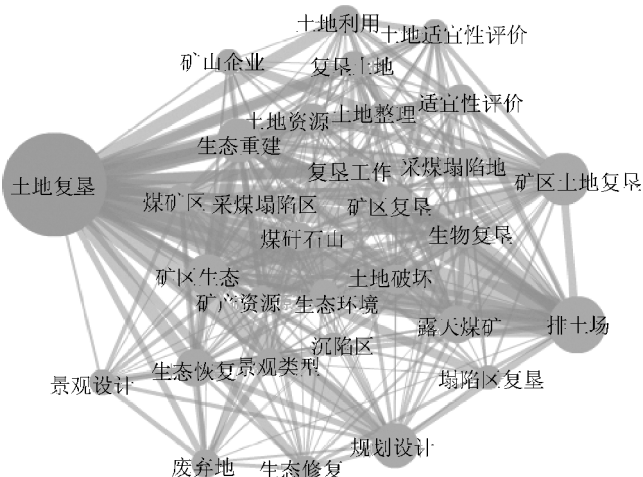 土地利用
土地适宜性评价
矿山企业
复垦土地
适宜性评价
土地资源
土地整理
生态重建
复垦工作
采煤塌陷地
矿区土地复垦
土地复垦
煤矿区
采煤塌陷区
矿区复垦
煤矸石山
生物复垦
矿区生态
土地破坏
矿产资源
生态环境
露天煤矿
排土场
沉陷区
景观设计
生态恢复
景观类型
塌陷区复垦
规划设计
废弃地
生态修复